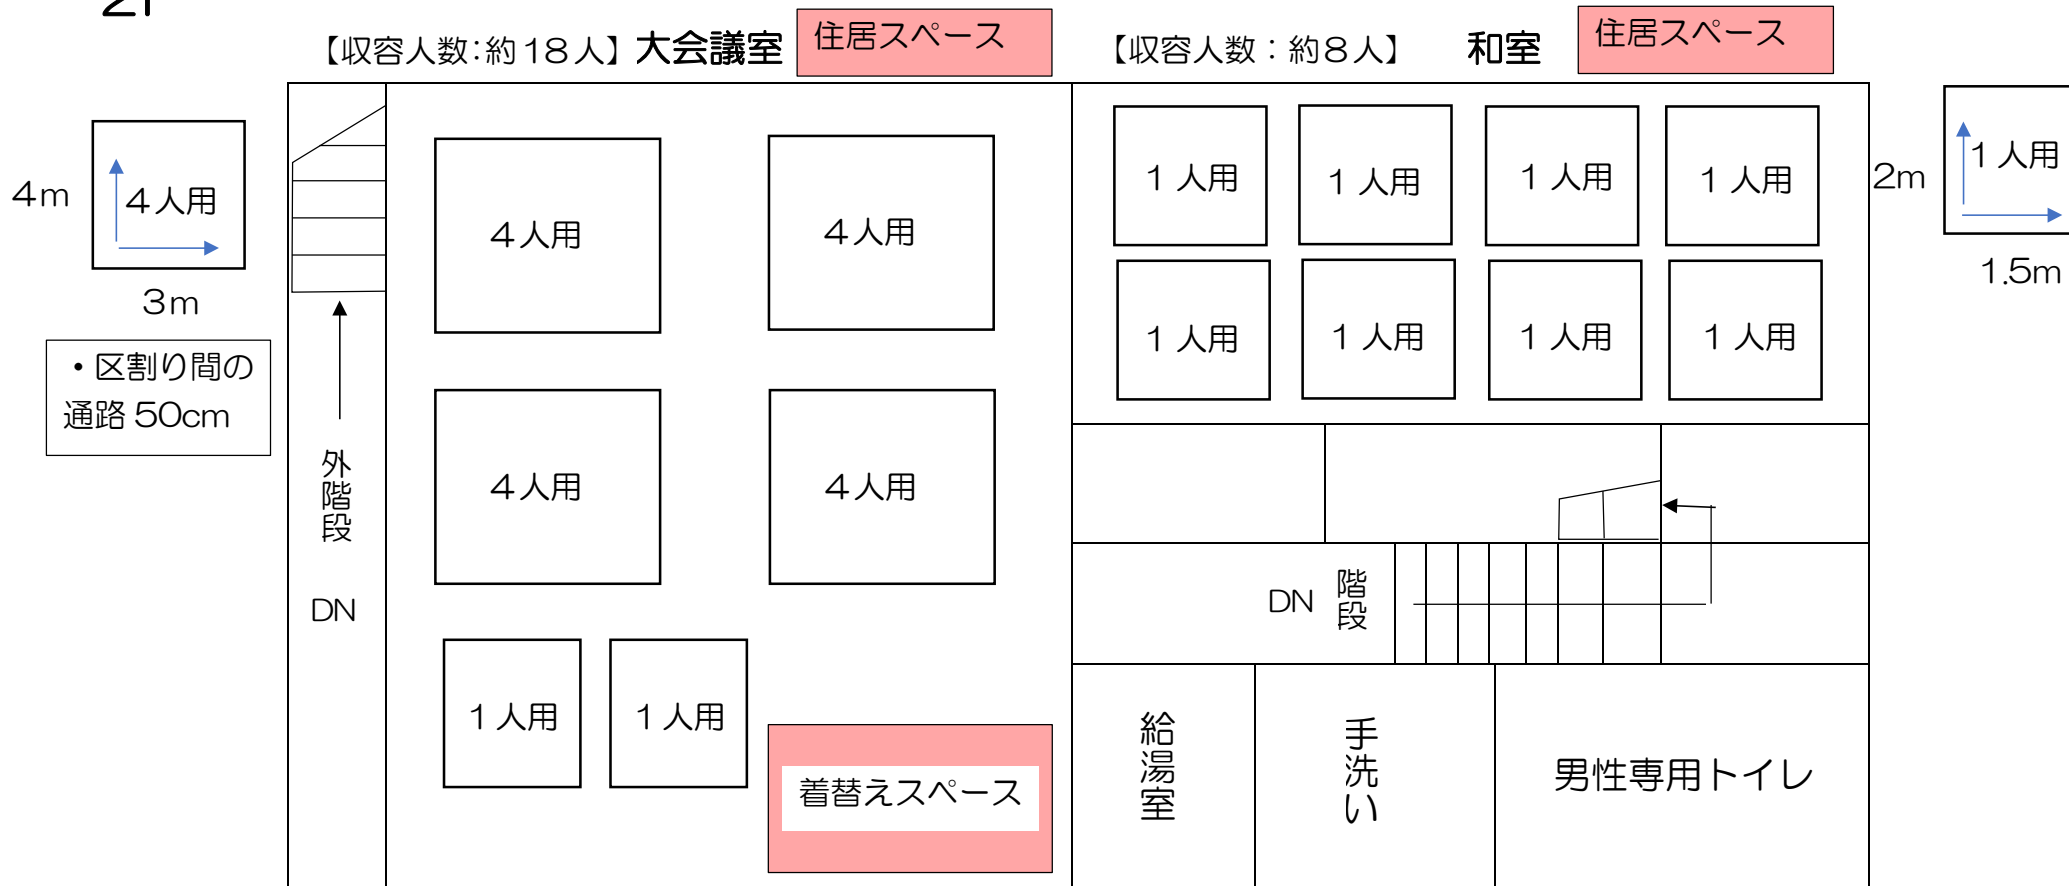 2F
【収容人数:約18人】大会議室
住居スペース
【収容人数：約8人】 和室
住居スペース
4m
4人用
3m
・区割り間の
通路50cm
外階段
DN
4人用
4人用
4人用
4人用
1人用
1人用
着替えスペース
1人用
1人用
1人用
1人用
1人用
1人用
1人用
1人用
2m
1人用
1.5m
DN
階段
給湯室
手洗い
男性専用トイレ